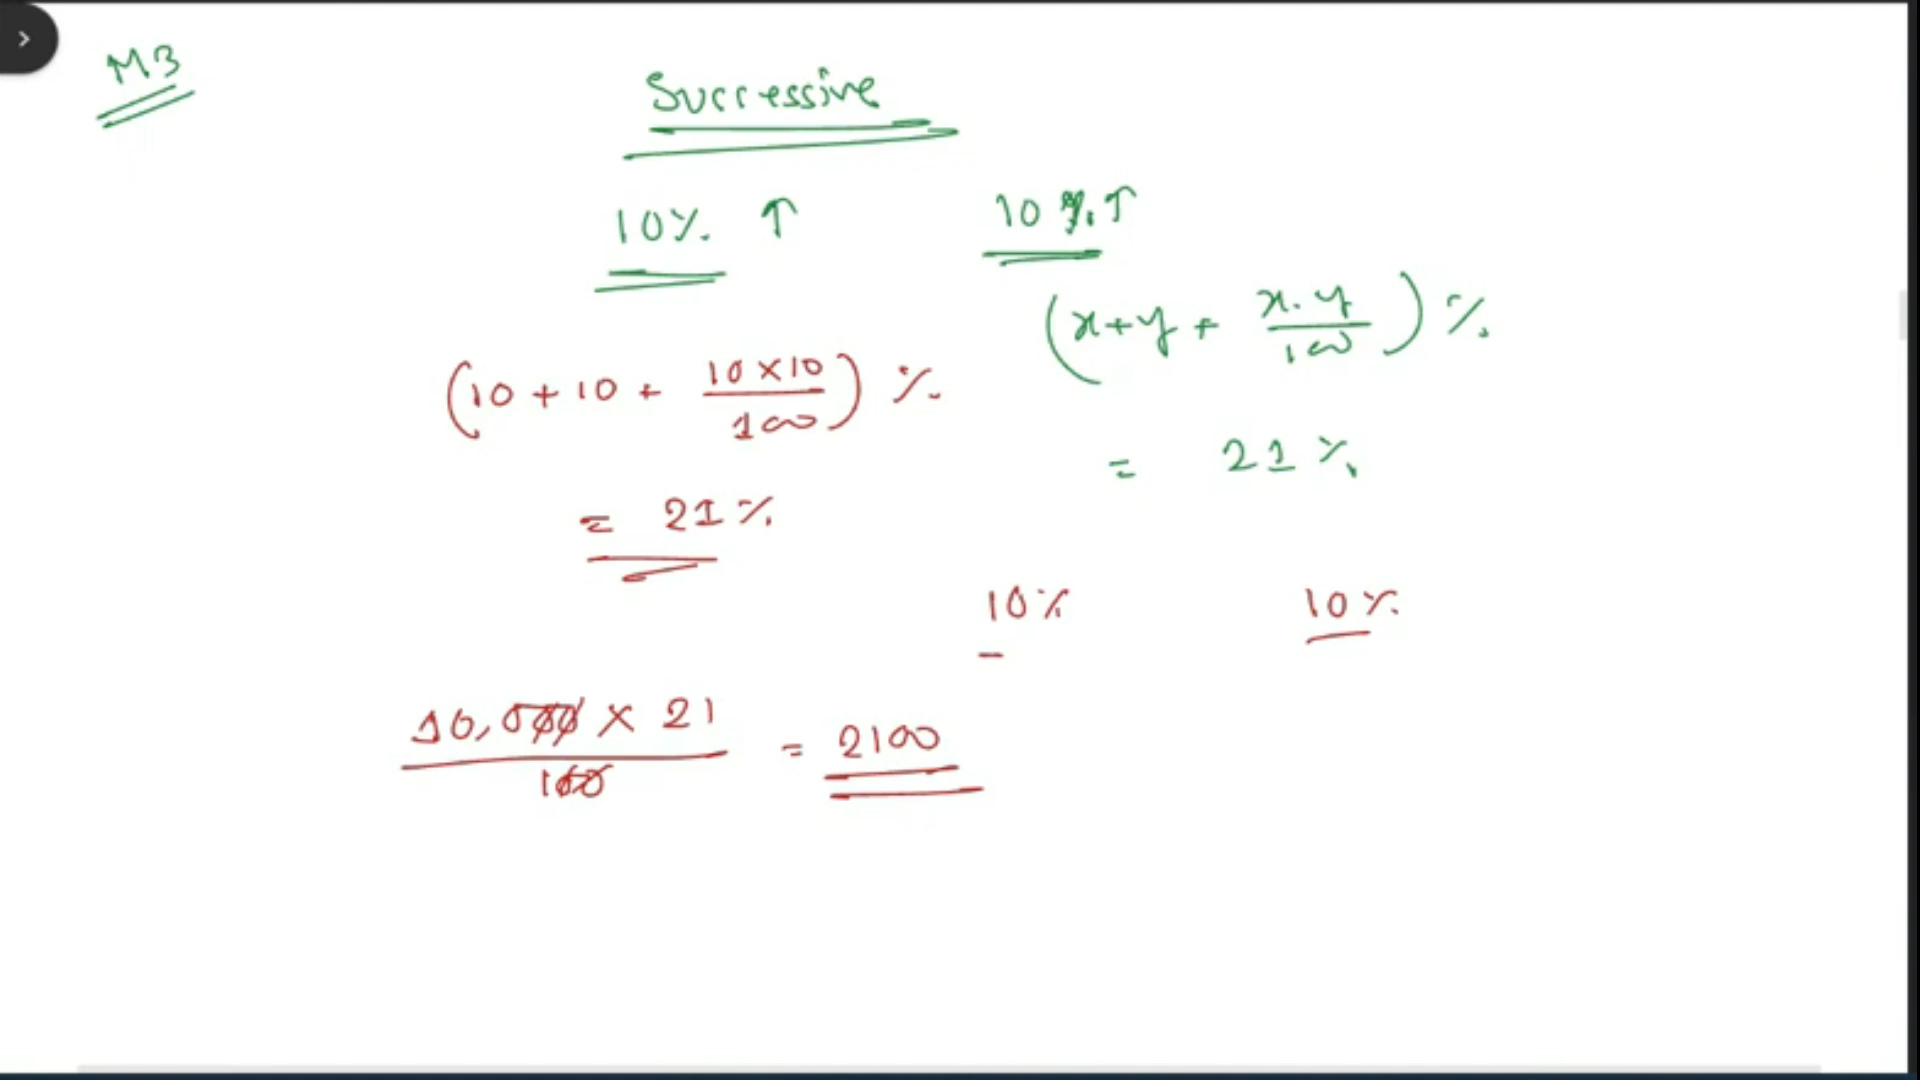 M3
Successive
10% ↑ 10%↑
(x+y+ x.y/100)%
(10+10+ 10×10/100)%
= 21%
= 21%
10% 10%
10,000 × 21/100 = 2100